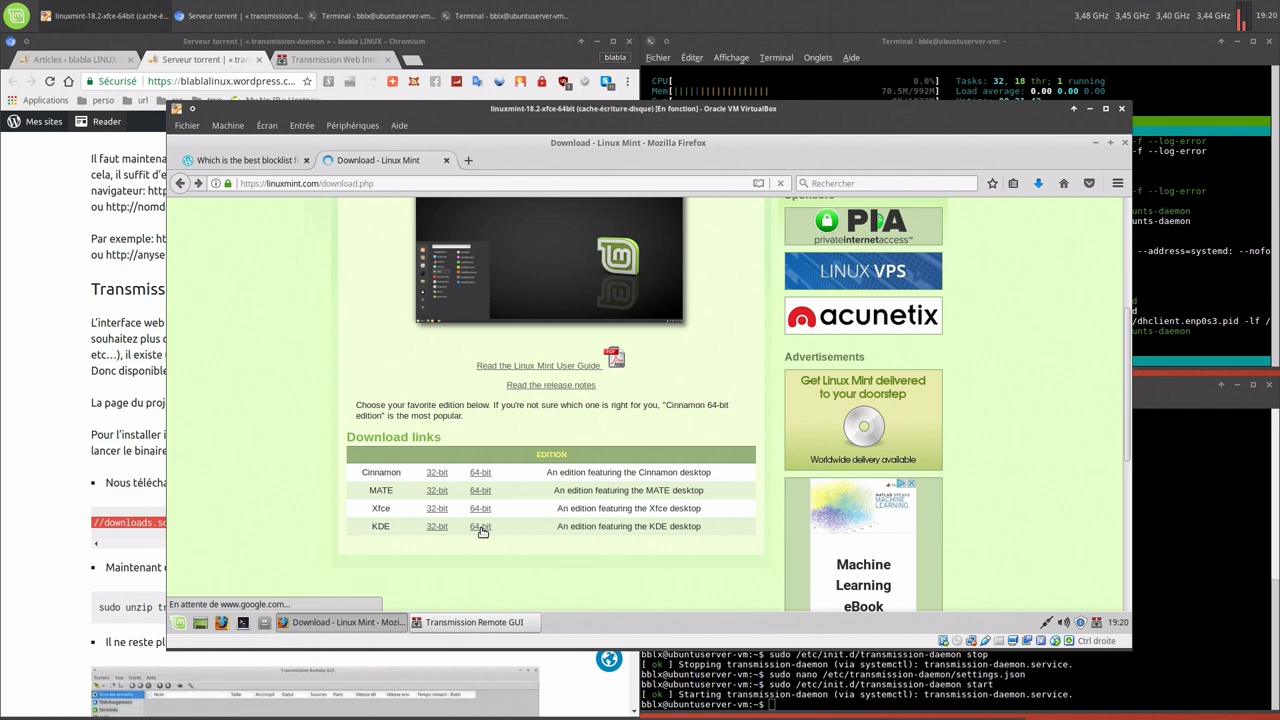 linuxmint-18.2-xfce-64bit (cache-é...
Serveur torrent | « transmission-d...
Terminal - bblx@ubuntuserver-vm:...
Terminal - bblx@ubuntuserver-vm:...
3,48 GHz
3,45 GHz
3,40 GHz
3,44 GHz
19:20
Serveur torrent | « transmission-daemon » – blabla LINUX – Chromium
Terminal - bblx@ubuntuserver-vm: ~
Articles ‹ blabla LINUX
Serveur torrent | « trans
Transmission Web Inte
blabla
Fichier Éditer Affichage Terminal Onglets Aide
Sécurisé
https://blablalinux.wordpress.c
CPU[ 0.0%]
Tasks: 32, 18 thr; 1 running
Mem[ 70.5M/992M]
Load average: 0.00 0.00 0.00
Applications perso url
Mes sites
Reader
linuxmint-18.2-xfce-64bit (cache-écriture-disque) [En fonction] - Oracle VM VirtualBox
Fichier Machine Écran Entrée Périphériques Aide
Download - Linux Mint - Mozilla Firefox
Which is the best blocklist f
Download - Linux Mint
https://linuxmint.com/download.php
Rechercher
PIA
privateinternetaccess™
LINUX VPS
acunetix
Read the Linux Mint User Guide
Read the release notes
Choose your favorite edition below. If you're not sure which one is right for you, "Cinnamon 64-bit
edition" is the most popular.
Download links
EDITION
Cinnamon 32-bit 64-bit An edition featuring the Cinnamon desktop
MATE 32-bit 64-bit An edition featuring the MATE desktop
Xfce 32-bit 64-bit An edition featuring the Xfce desktop
KDE 32-bit 64-bit An edition featuring the KDE desktop
Advertisements
Get Linux Mint delivered
to your doorstep
Worldwide delivery available
MATLAB SPEAKS
MACHINE
LEARNING
Machine
Learning
eBook
En attente de www.google.com...
Download - Linux Mint - Mozi...
Transmission Remote GUI
19:20
Ctrl droite
Il faut maintena
cela, il suffit d'e
navigateur: http
ou http://nomd
Par exemple: ht
ou http://anyse
Transmiss
L'interface web
souhaitez plus c
etc…), il existe u
Donc disponible
La page du proj
Pour l'installer i
lancer le binaire
Nous télécha
//downloads.so
Maintenant d
sudo unzip tr
Il ne reste pl
-f --log-error
-f --log-error
-f --log-error
unts-daemon
unts-daemon
--address=systemd: --nofo
/dhclient.enp0s3.pid -lf /
unts-daemon
bblx@ubuntuserver-vm:~$ sudo /etc/init.d/transmission-daemon stop
[ ok ] Stopping transmission-daemon (via systemctl): transmission-daemon.service.
bblx@ubuntuserver-vm:~$ sudo nano /etc/transmission-daemon/settings.json
bblx@ubuntuserver-vm:~$ sudo /etc/init.d/transmission-daemon start
[ ok ] Starting transmission-daemon (via systemctl): transmission-daemon.service.
bblx@ubuntuserver-vm:~$